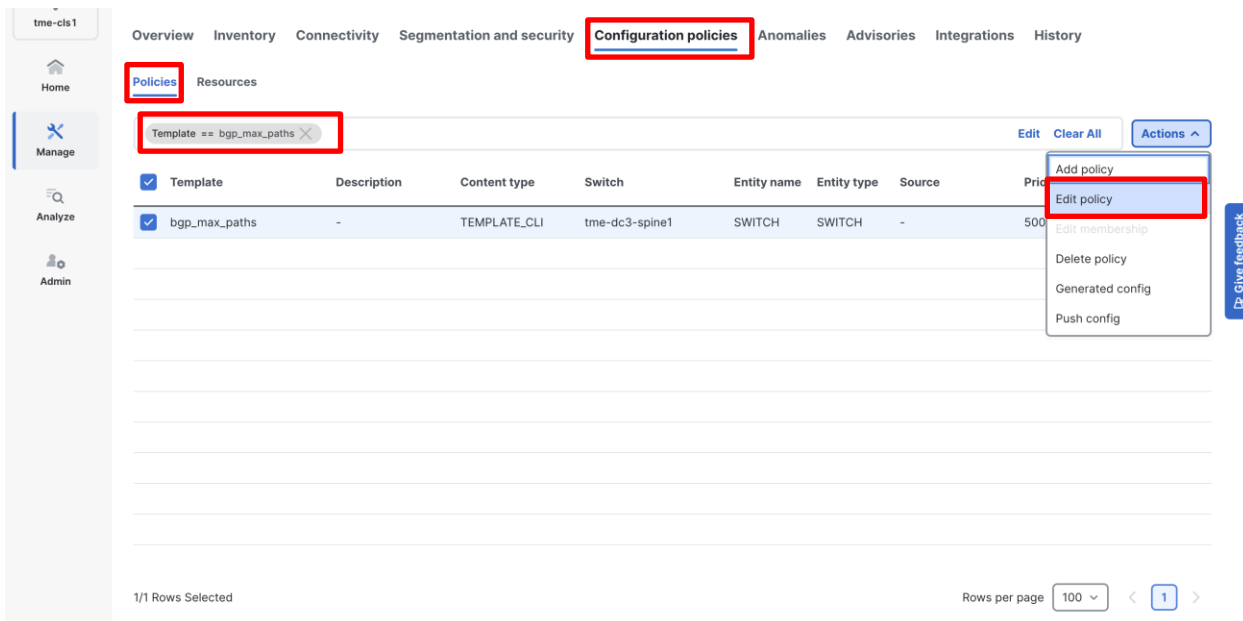 tme-cls1
Overview Inventory Connectivity Segmentation and security Configuration policies Anomalies Advisories Integrations History
Home
Policies Resources
Manage
Template == bgp_max_paths
Edit Clear All Actions
Add policy
Template Description Content type Switch Entity name Entity type Source
Edit policy
Analyze
bgp_max_paths - TEMPLATE_CLI tme-dc3-spine1 SWITCH SWITCH - 500
Edit membership
Give feedback
Delete policy
Admin
Generated config
Push config
1/1 Rows Selected
Rows per page 100 1